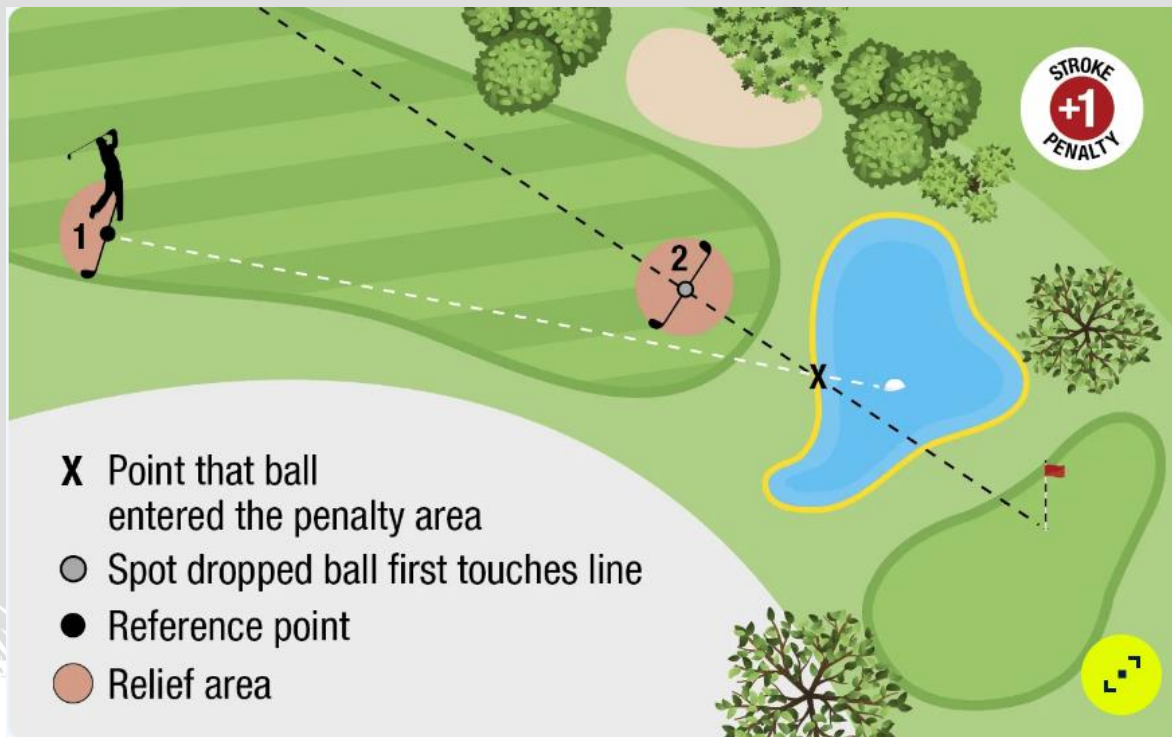 STROKE
+1
PENALTY
1
2
X
X Point that ball
entered the penalty area
Spot dropped ball first touches line
Reference point
Relief area